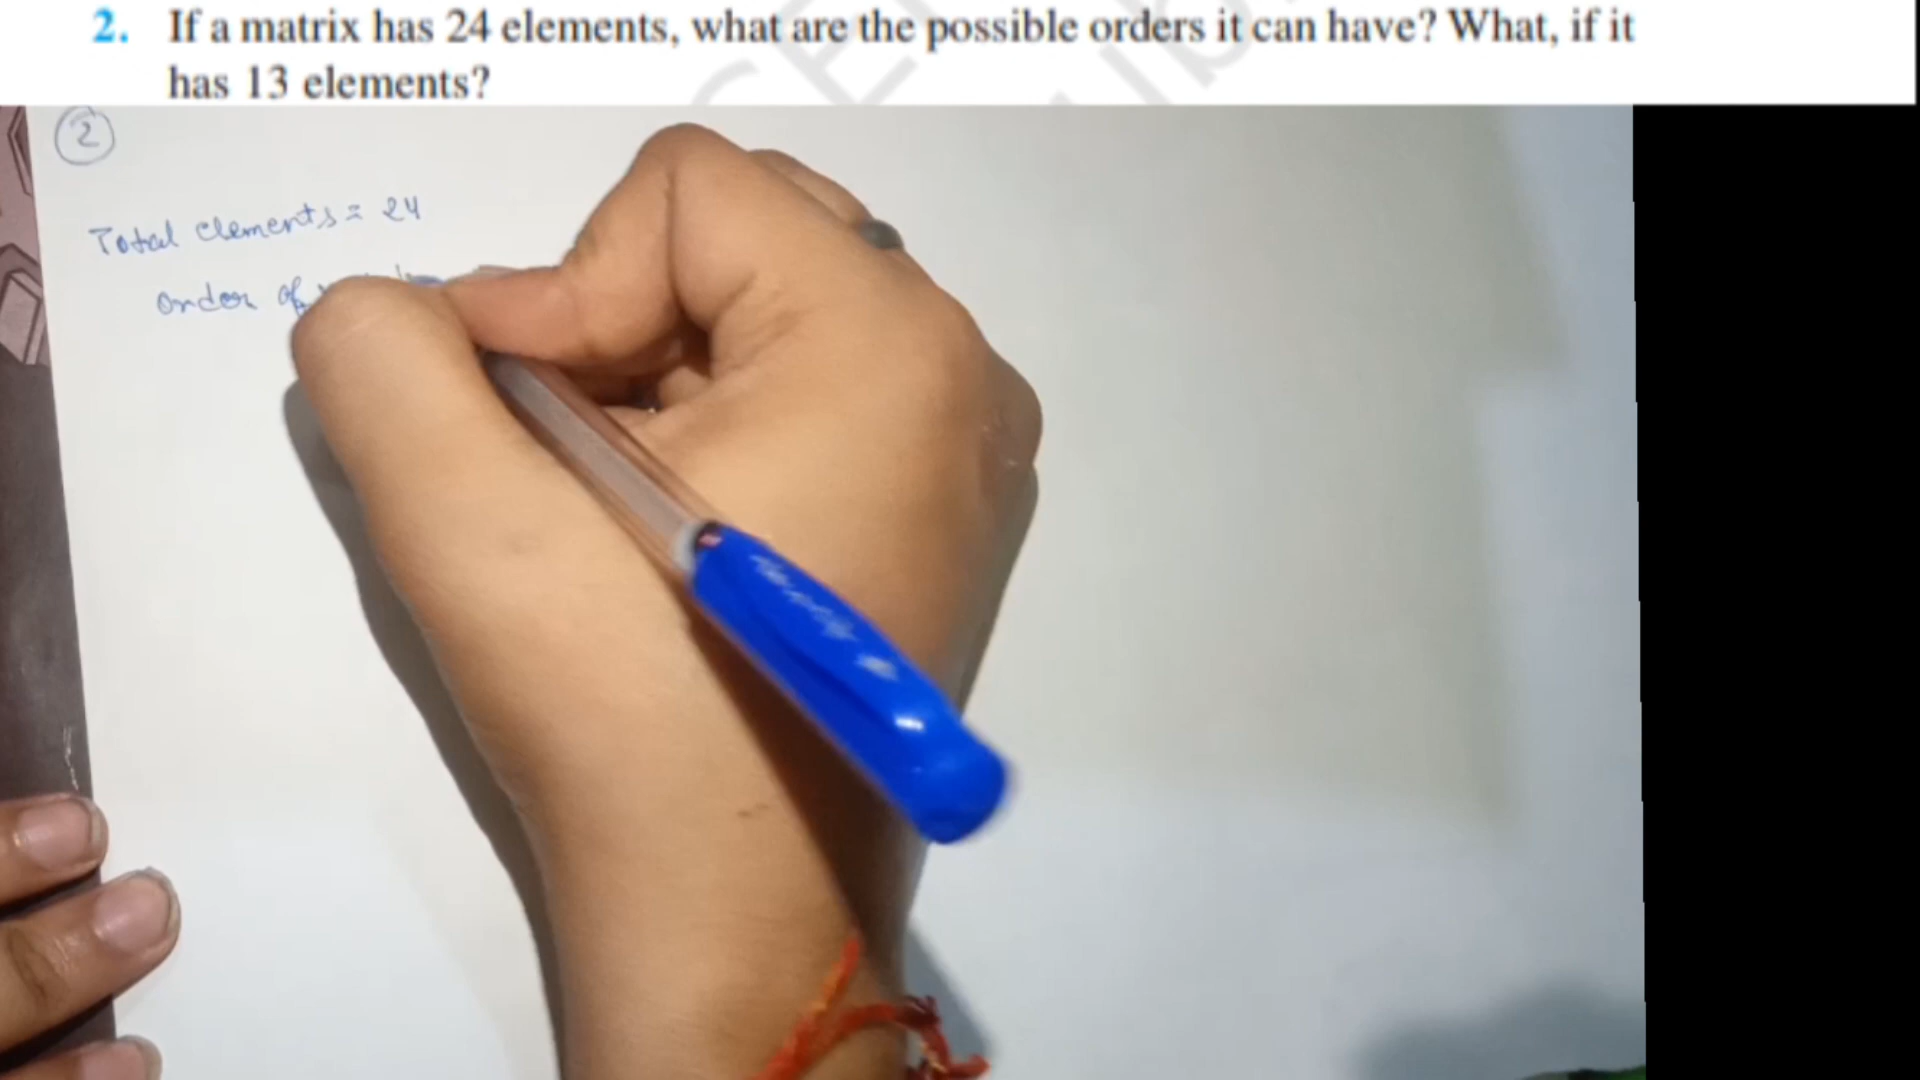 2. If a matrix has 24 elements, what are the possible orders it can have? What, if it
has 13 elements?
2
Total elements = 24
order of